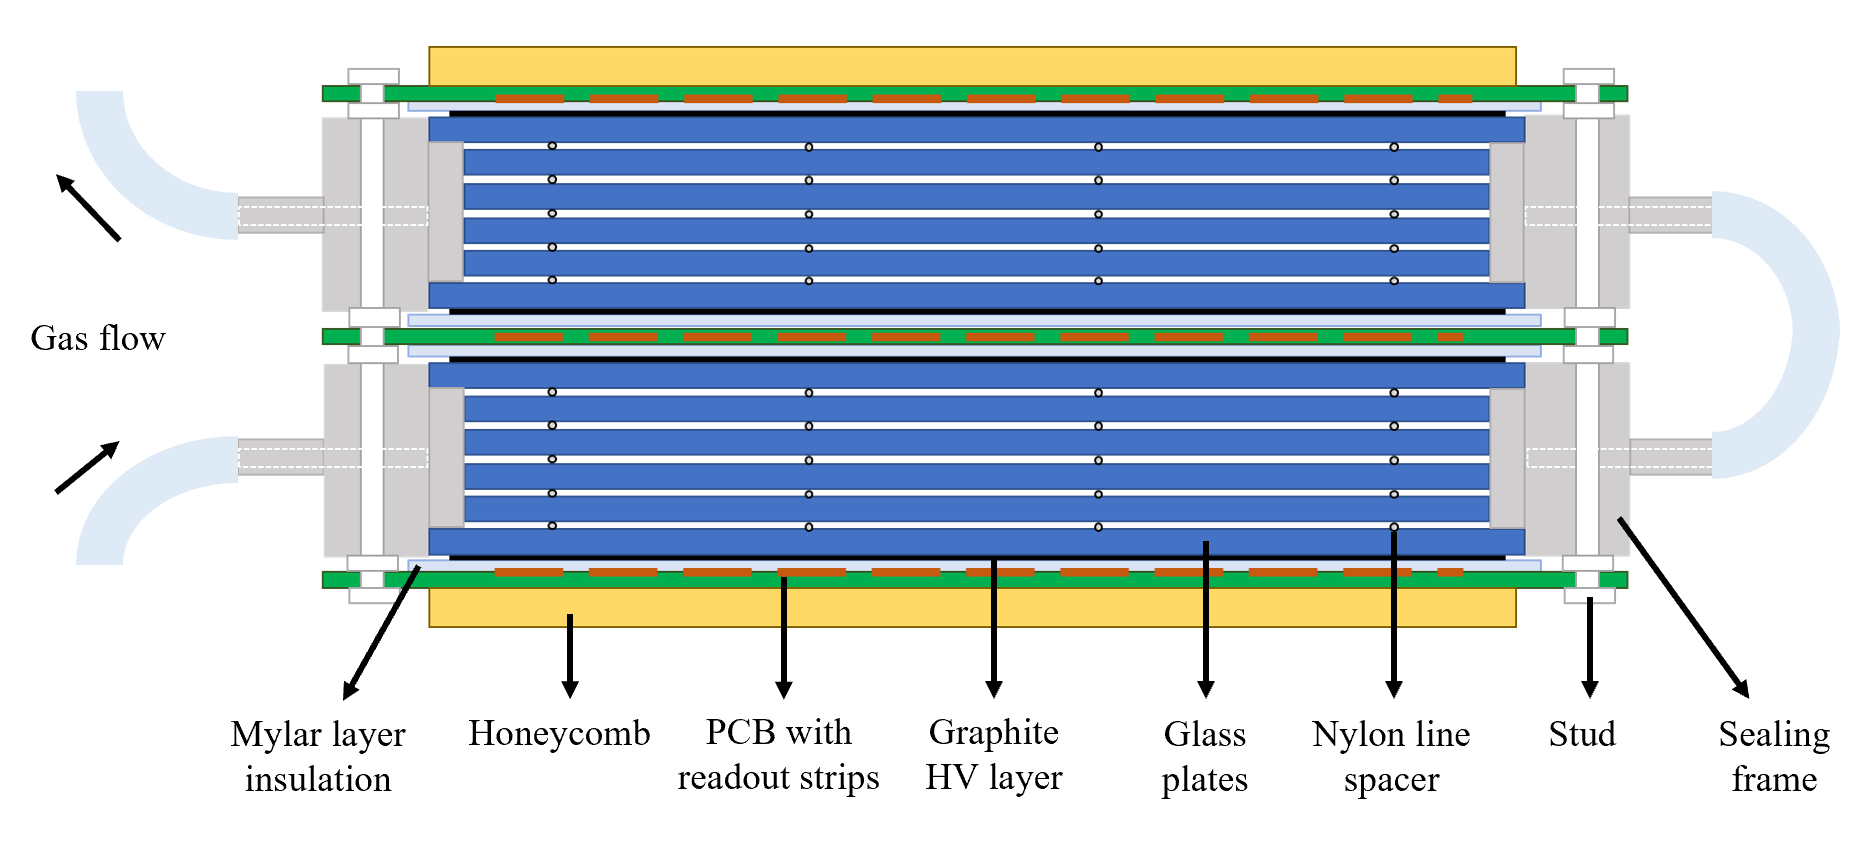 Gas flow
Mylar layer
insulation
Honeycomb
PCB with
readout strips
Graphite
HV layer
Glass
plates
Nylon line
spacer
Stud
Sealing
frame